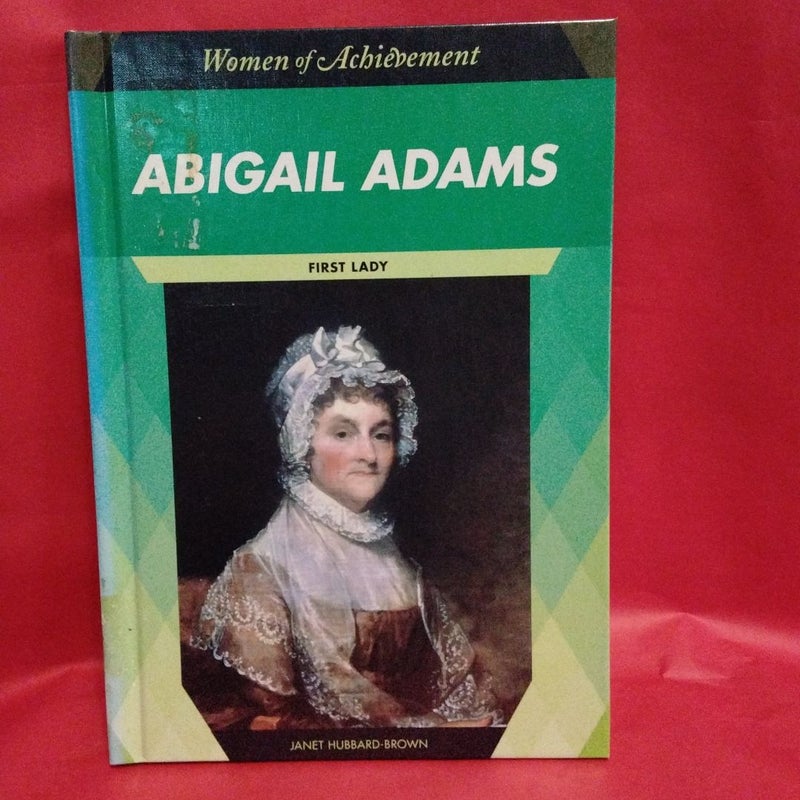 Women of Achievement
ABIGAIL ADAMS
FIRST LADY
JANET HUBBARD-BROWN